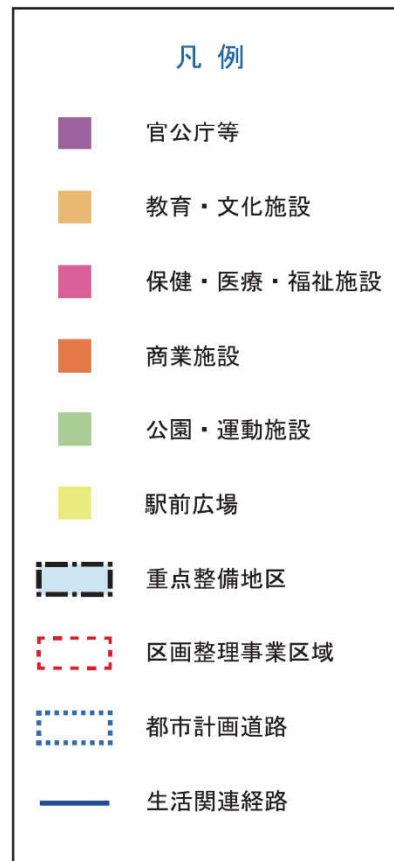 凡 例
官公庁等
教育・文化施設
保健・医療・福祉施設
商業施設
公園・運動施設
駅前広場
重点整備地区
区画整理事業区域
都市計画道路
生活関連経路